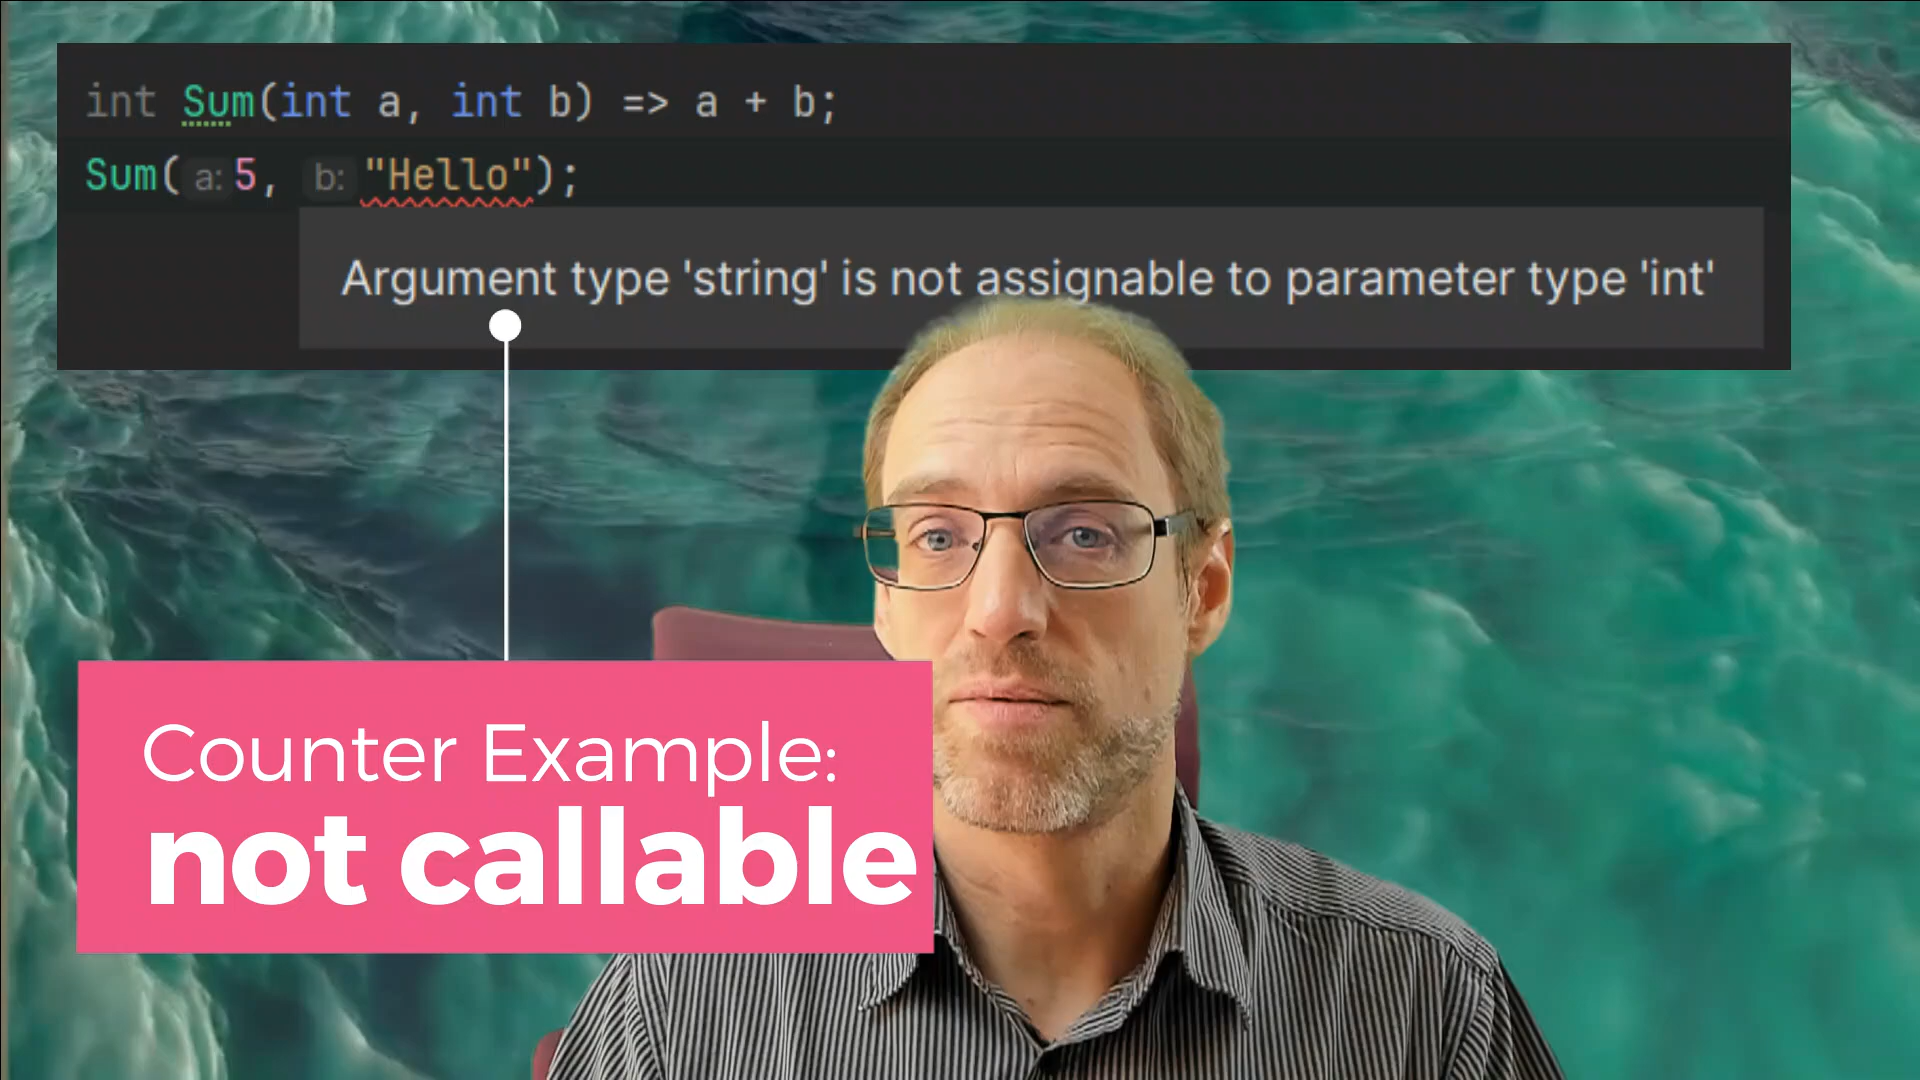 int Sum(int a, int b) => a + b;
Sum( a: 5, b: "Hello");
Argument type 'string' is not assignable to parameter type 'int'
Counter Example:
not callable